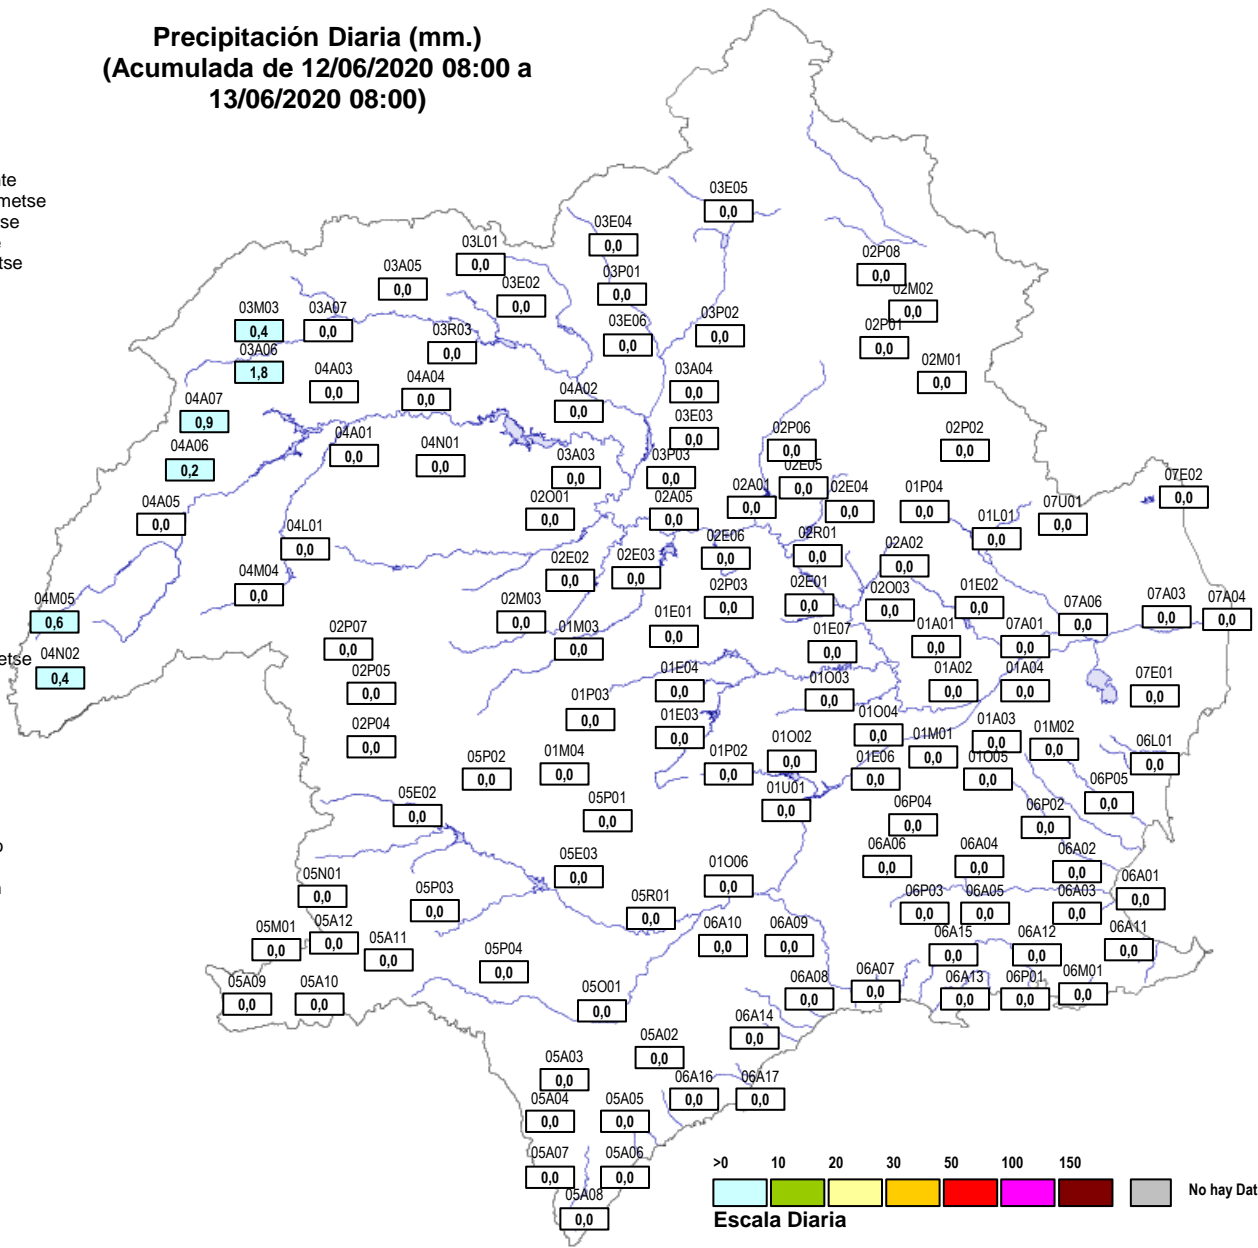 Precipitación Diaria (mm.)
(Acumulada de 12/06/2020 08:00 a
13/06/2020 08:00)
te
metse
se
tse
etse
03E05
0,0
03E04
0,0
03L01
0,0
02P08
0,0
03A05
0,0
03P01
0,0
03E02
0,0
02M02
0,0
03M03
0,4
03A07
0,0
03P02
0,0
03E06
0,0
03R03
0,0
02P01
0,0
03A06
1,8
02M01
0,0
04A03
0,0
04A04
0,0
03A04
0,0
04A02
0,0
04A07
0,9
03E03
0,0
02P06
0,0
02P02
0,0
04A01
0,0
04N01
0,0
04A06
0,2
03A03
0,0
03P03
0,0
02E05
0,0
07E02
0,0
02A01
0,0
02E04
0,0
01P04
0,0
04A05
0,0
02O01
0,0
02A05
0,0
07U01
0,0
01L01
0,0
04L01
0,0
02E06
0,0
02R01
0,0
02A02
0,0
02E02
0,0
02E03
0,0
04M04
0,0
02P03
0,0
02E01
0,0
02O03
0,0
01E02
0,0
07A03
0,0
07A04
0,0
04M05
0,6
02M03
0,0
01E01
0,0
07A06
0,0
02P07
0,0
01M03
0,0
01E07
0,0
01A01
0,0
07A01
0,0
04N02
0,4
02P05
0,0
01E04
0,0
01O03
0,0
01A02
0,0
01A04
0,0
07E01
0,0
01P03
0,0
02P04
0,0
01E03
0,0
01O04
0,0
01A03
0,0
01M02
0,0
01M01
0,0
05P02
0,0
01M04
0,0
01P02
0,0
01O02
0,0
01E06
0,0
01O05
0,0
06L01
0,0
05E02
0,0
05P01
0,0
01U01
0,0
06P05
0,0
06P04
0,0
06P02
0,0
05E03
0,0
06A06
0,0
06A04
0,0
06A02
0,0
05N01
0,0
01O06
0,0
06A01
0,0
05P03
0,0
05R01
0,0
06P03
0,0
06A05
0,0
06A03
0,0
05M01
0,0
05A12
0,0
06A10
0,0
06A09
0,0
06A15
0,0
06A12
0,0
06A11
0,0
05A11
0,0
05P04
0,0
05A09
0,0
05A10
0,0
05O01
0,0
06A08
0,0
06A07
0,0
06A13
0,0
06P01
0,0
06M01
0,0
06A14
0,0
05A02
0,0
05A03
0,0
06A16
0,0
06A17
0,0
05A04
0,0
05A05
0,0
05A07
0,0
05A06
0,0
05A08
0,0
>0 10 20 30 50 100 150
No hay Dat
Escala Diaria